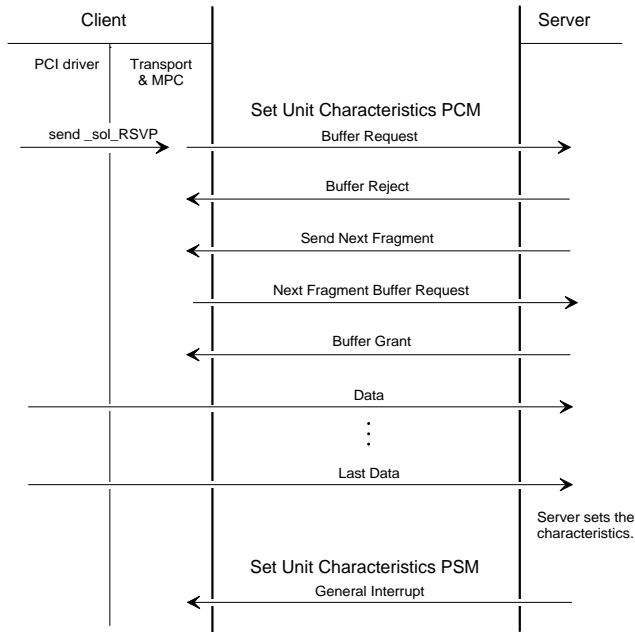 Client
Server
PCI driver
Transport
& MPC
Set Unit Characteristics PCM
send _sol_RSVP
Buffer Request
Buffer Reject
Send Next Fragment
Next Fragment Buffer Request
Buffer Grant
Data
Last Data
Server sets the
characteristics.
Set Unit Characteristics PSM
General Interrupt